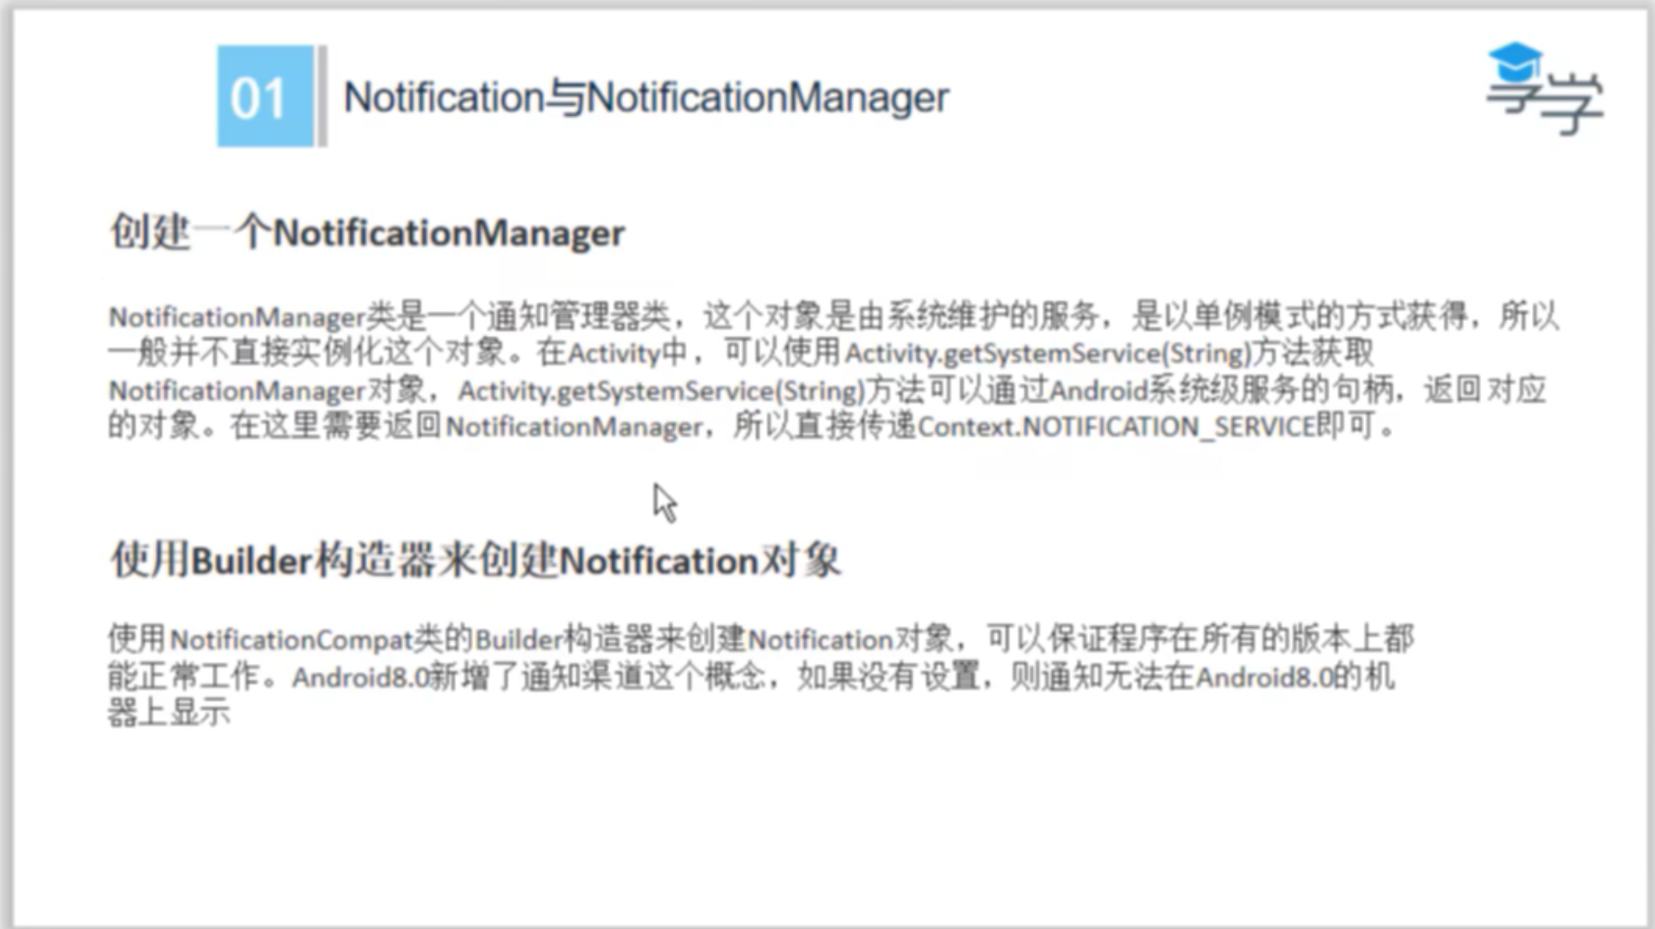 01
Notification与NotificationManager
享学
创建一个NotificationManager
NotificationManager类是一个通知管理器类，这个对象是由系统维护的服务，是以单例模式的方式获得，所以
一般并不直接实例化这个对象。在Activity中，可以使用Activity.getSystemService(String)方法获取
NotificationManager对象，Activity.getSystemService(String)方法可以通过Android系统级服务的句柄，返回对应
的对象。在这里需要返回NotificationManager，所以直接传递Context.NOTIFICATION_SERVICE即可。
使用Builder构造器来创建Notification对象
使用NotificationCompat类的Builder构造器来创建Notification对象，可以保证程序在所有的版本上都
能正常工作。Android8.0新增了通知渠道这个概念，如果没有设置，则通知无法在Android8.0的机
器上显示